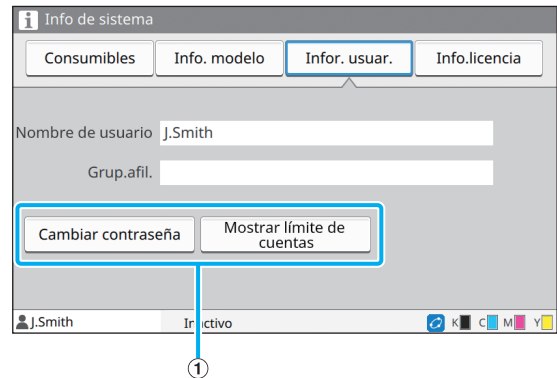 i Info de sistema
Consumibles Info. modelo Infor. usuar. Info.licencia
Nombre de usuario J.Smith
Grup.afil.
Cambiar contraseña Mostrar límite de
cuentas
J.Smith Inactivo K C M Y
1